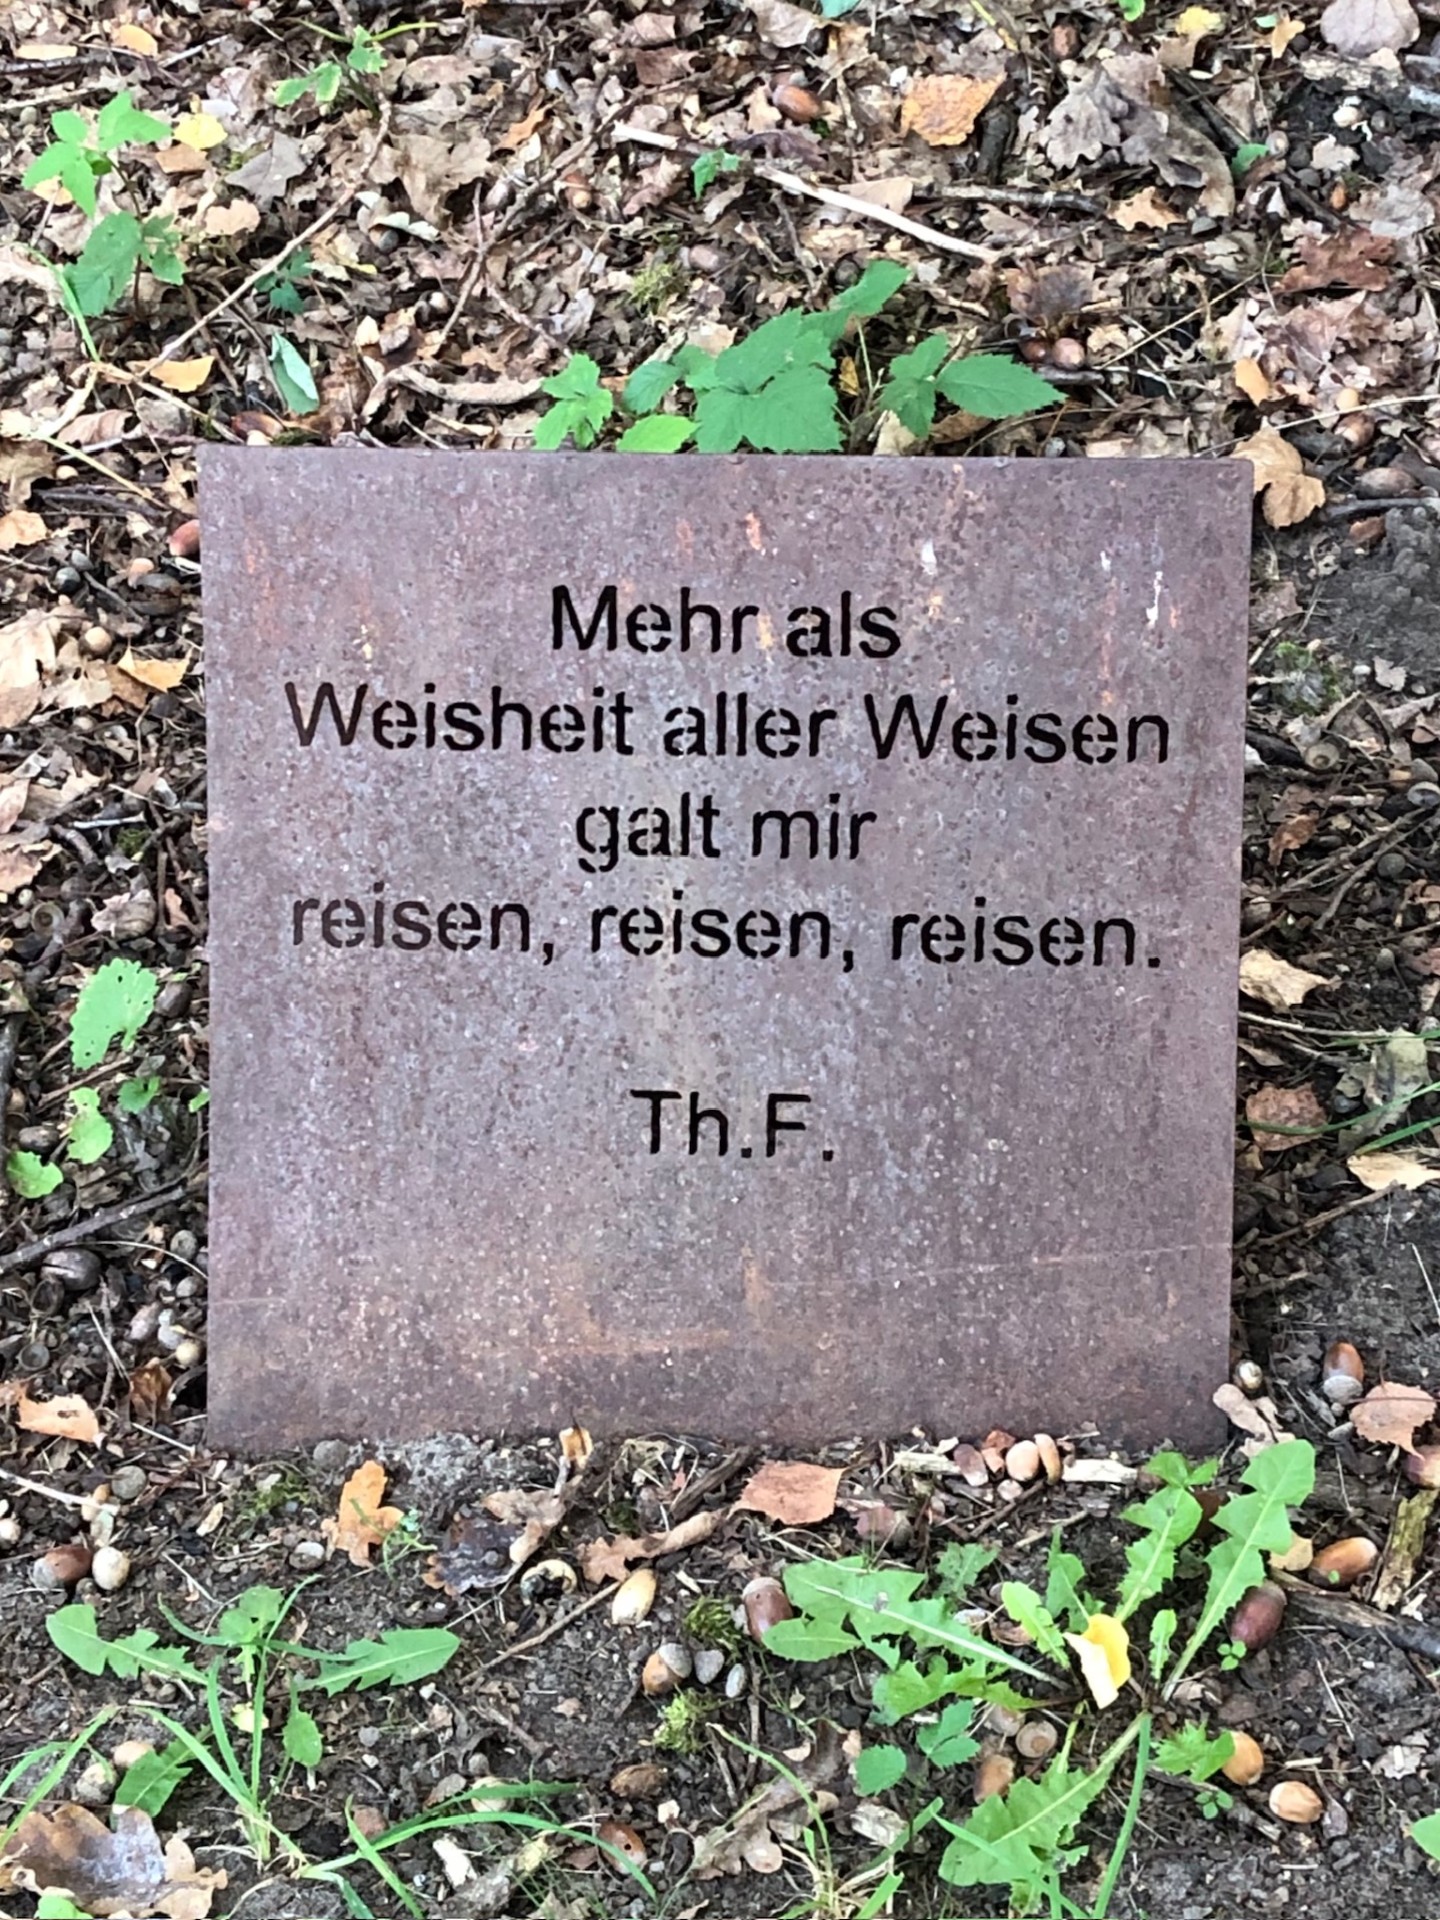 Mehr als
Weisheit aller Weisen
galt mir
reisen, reisen, reisen.
Th.F.